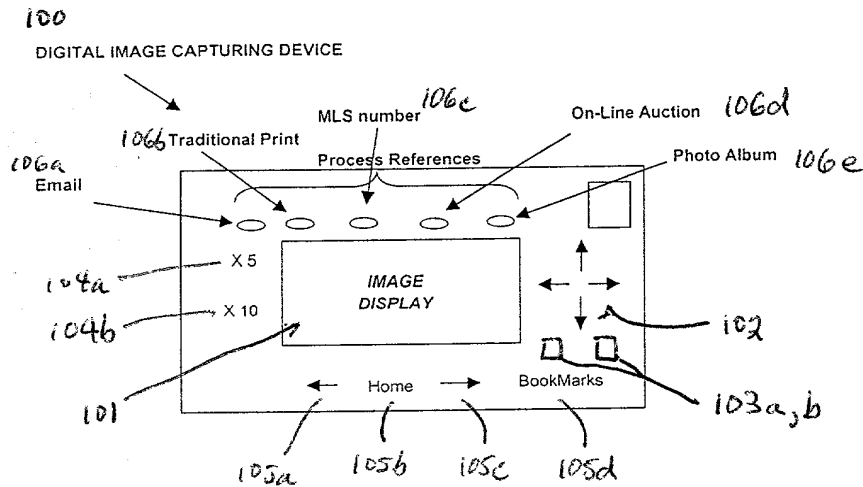 100
DIGITAL IMAGE CAPTURING DEVICE
MLS number 106c
On-Line Auction 106d
106b Traditional Print
Process References
Photo Album 106e
106a
Email
X 5
104a
IMAGE
DISPLAY
X 10
104b
102
101
Home
BookMarks
103a,b
105a
105b
105c
105d